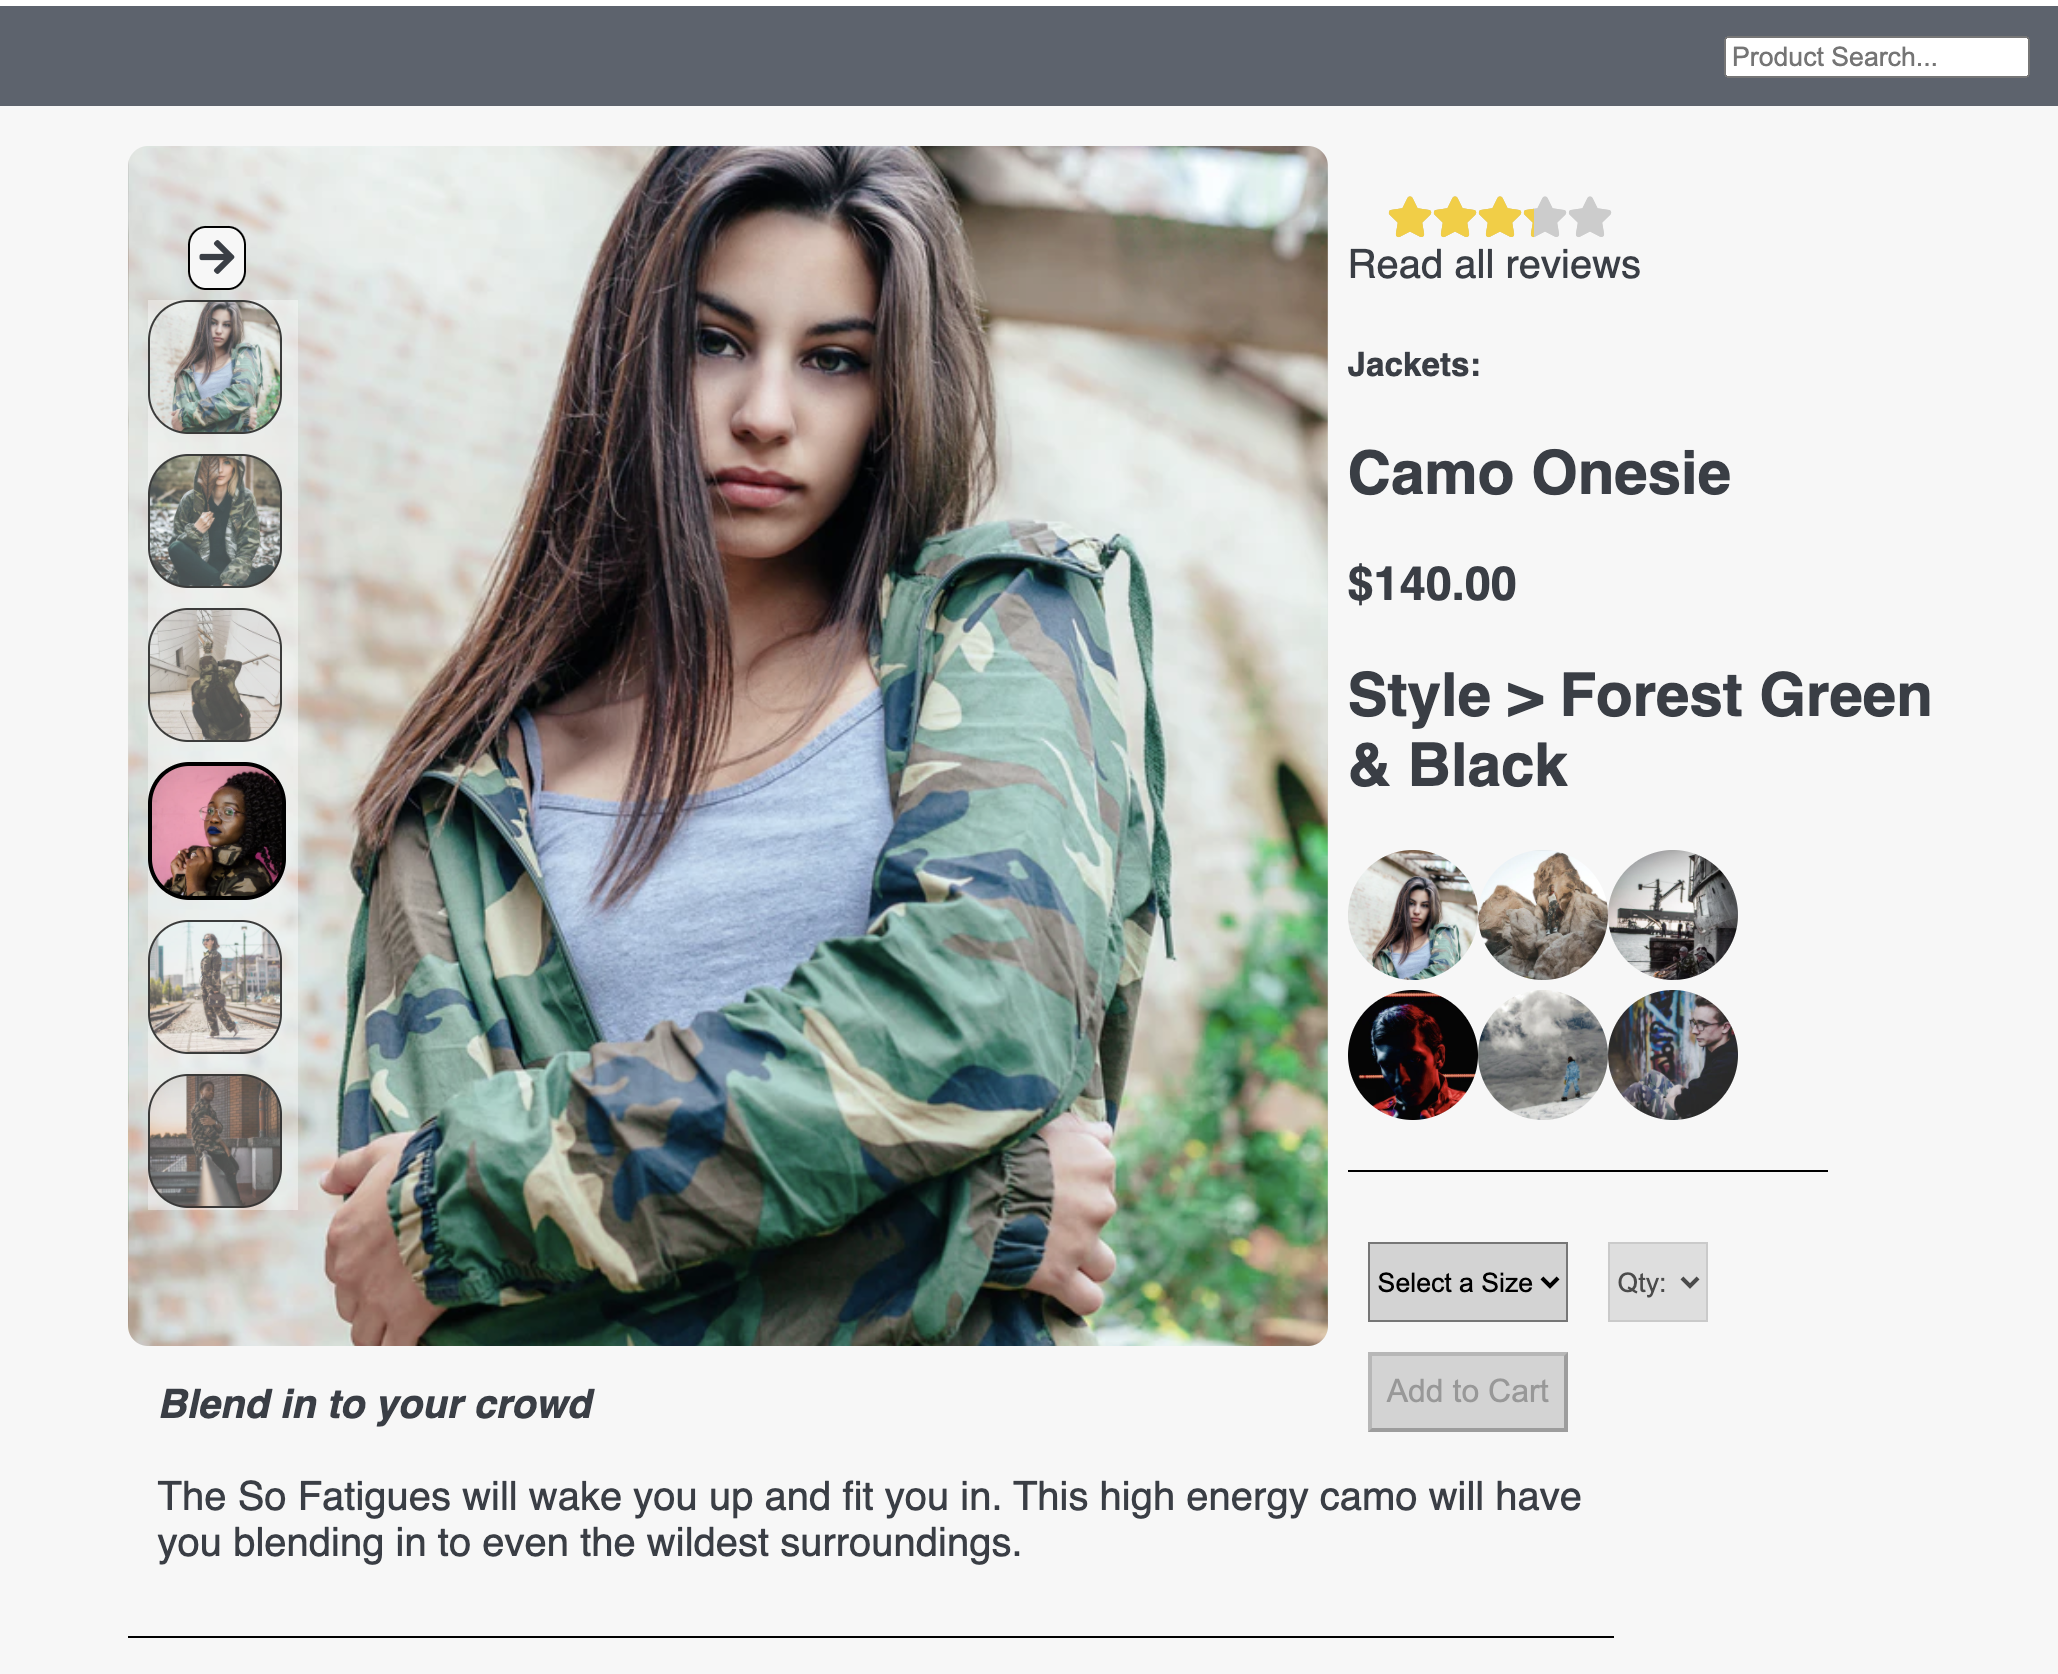 Product Search...
Read all reviews
Jackets:
Camo Onesie
$140.00
Style > Forest Green
& Black
Select a Size
Qty:
Add to Cart
Blend in to your crowd
The So Fatigues will wake you up and fit you in. This high energy camo will have
you blending in to even the wildest surroundings.